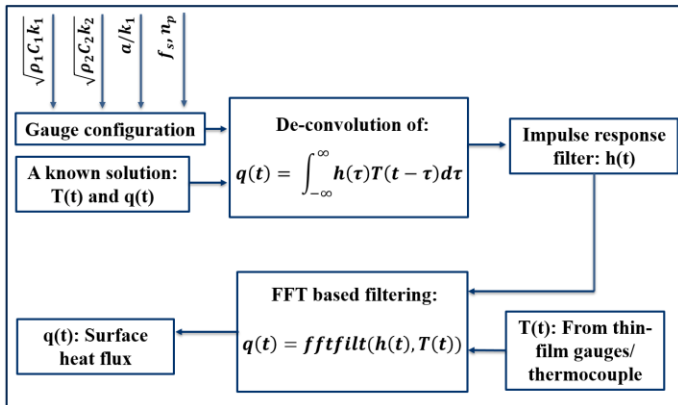 √ρ₁C₁k₁
√ρ₂C₂k₂
a/k₁
fₛ, nₚ
Gauge configuration
A known solution:
T(t) and q(t)
De-convolution of:
q(t) = ∫_{-∞}^{∞} h(τ)T(t − τ)dτ
Impulse response
filter: h(t)
FFT based filtering:
q(t) = fftfilt(h(t), T(t))
T(t): From thin-
film gauges/
thermocouple
q(t): Surface
heat flux